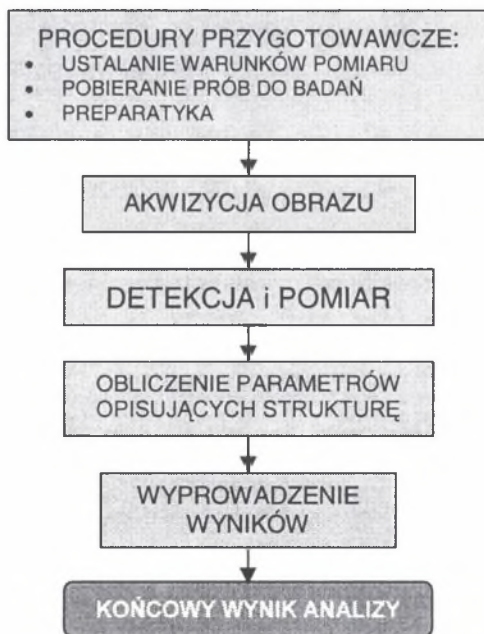 PROCEDURY PRZYGOTOWAWCZE:
• USTALANIE WARUNKÓW POMIARU
• POBIERANIE PRÓB DO BADAŃ
• PREPARATYKA
AKWIZYCJA OBRAZU
DETEKCJA i POMIAR
OBLICZENIE PARAMETRÓW
OPISUJĄCYCH STRUKTURĘ
WYPROWADZENIE
WYNIKÓW
KOŃCOWY WYNIK ANALIZY